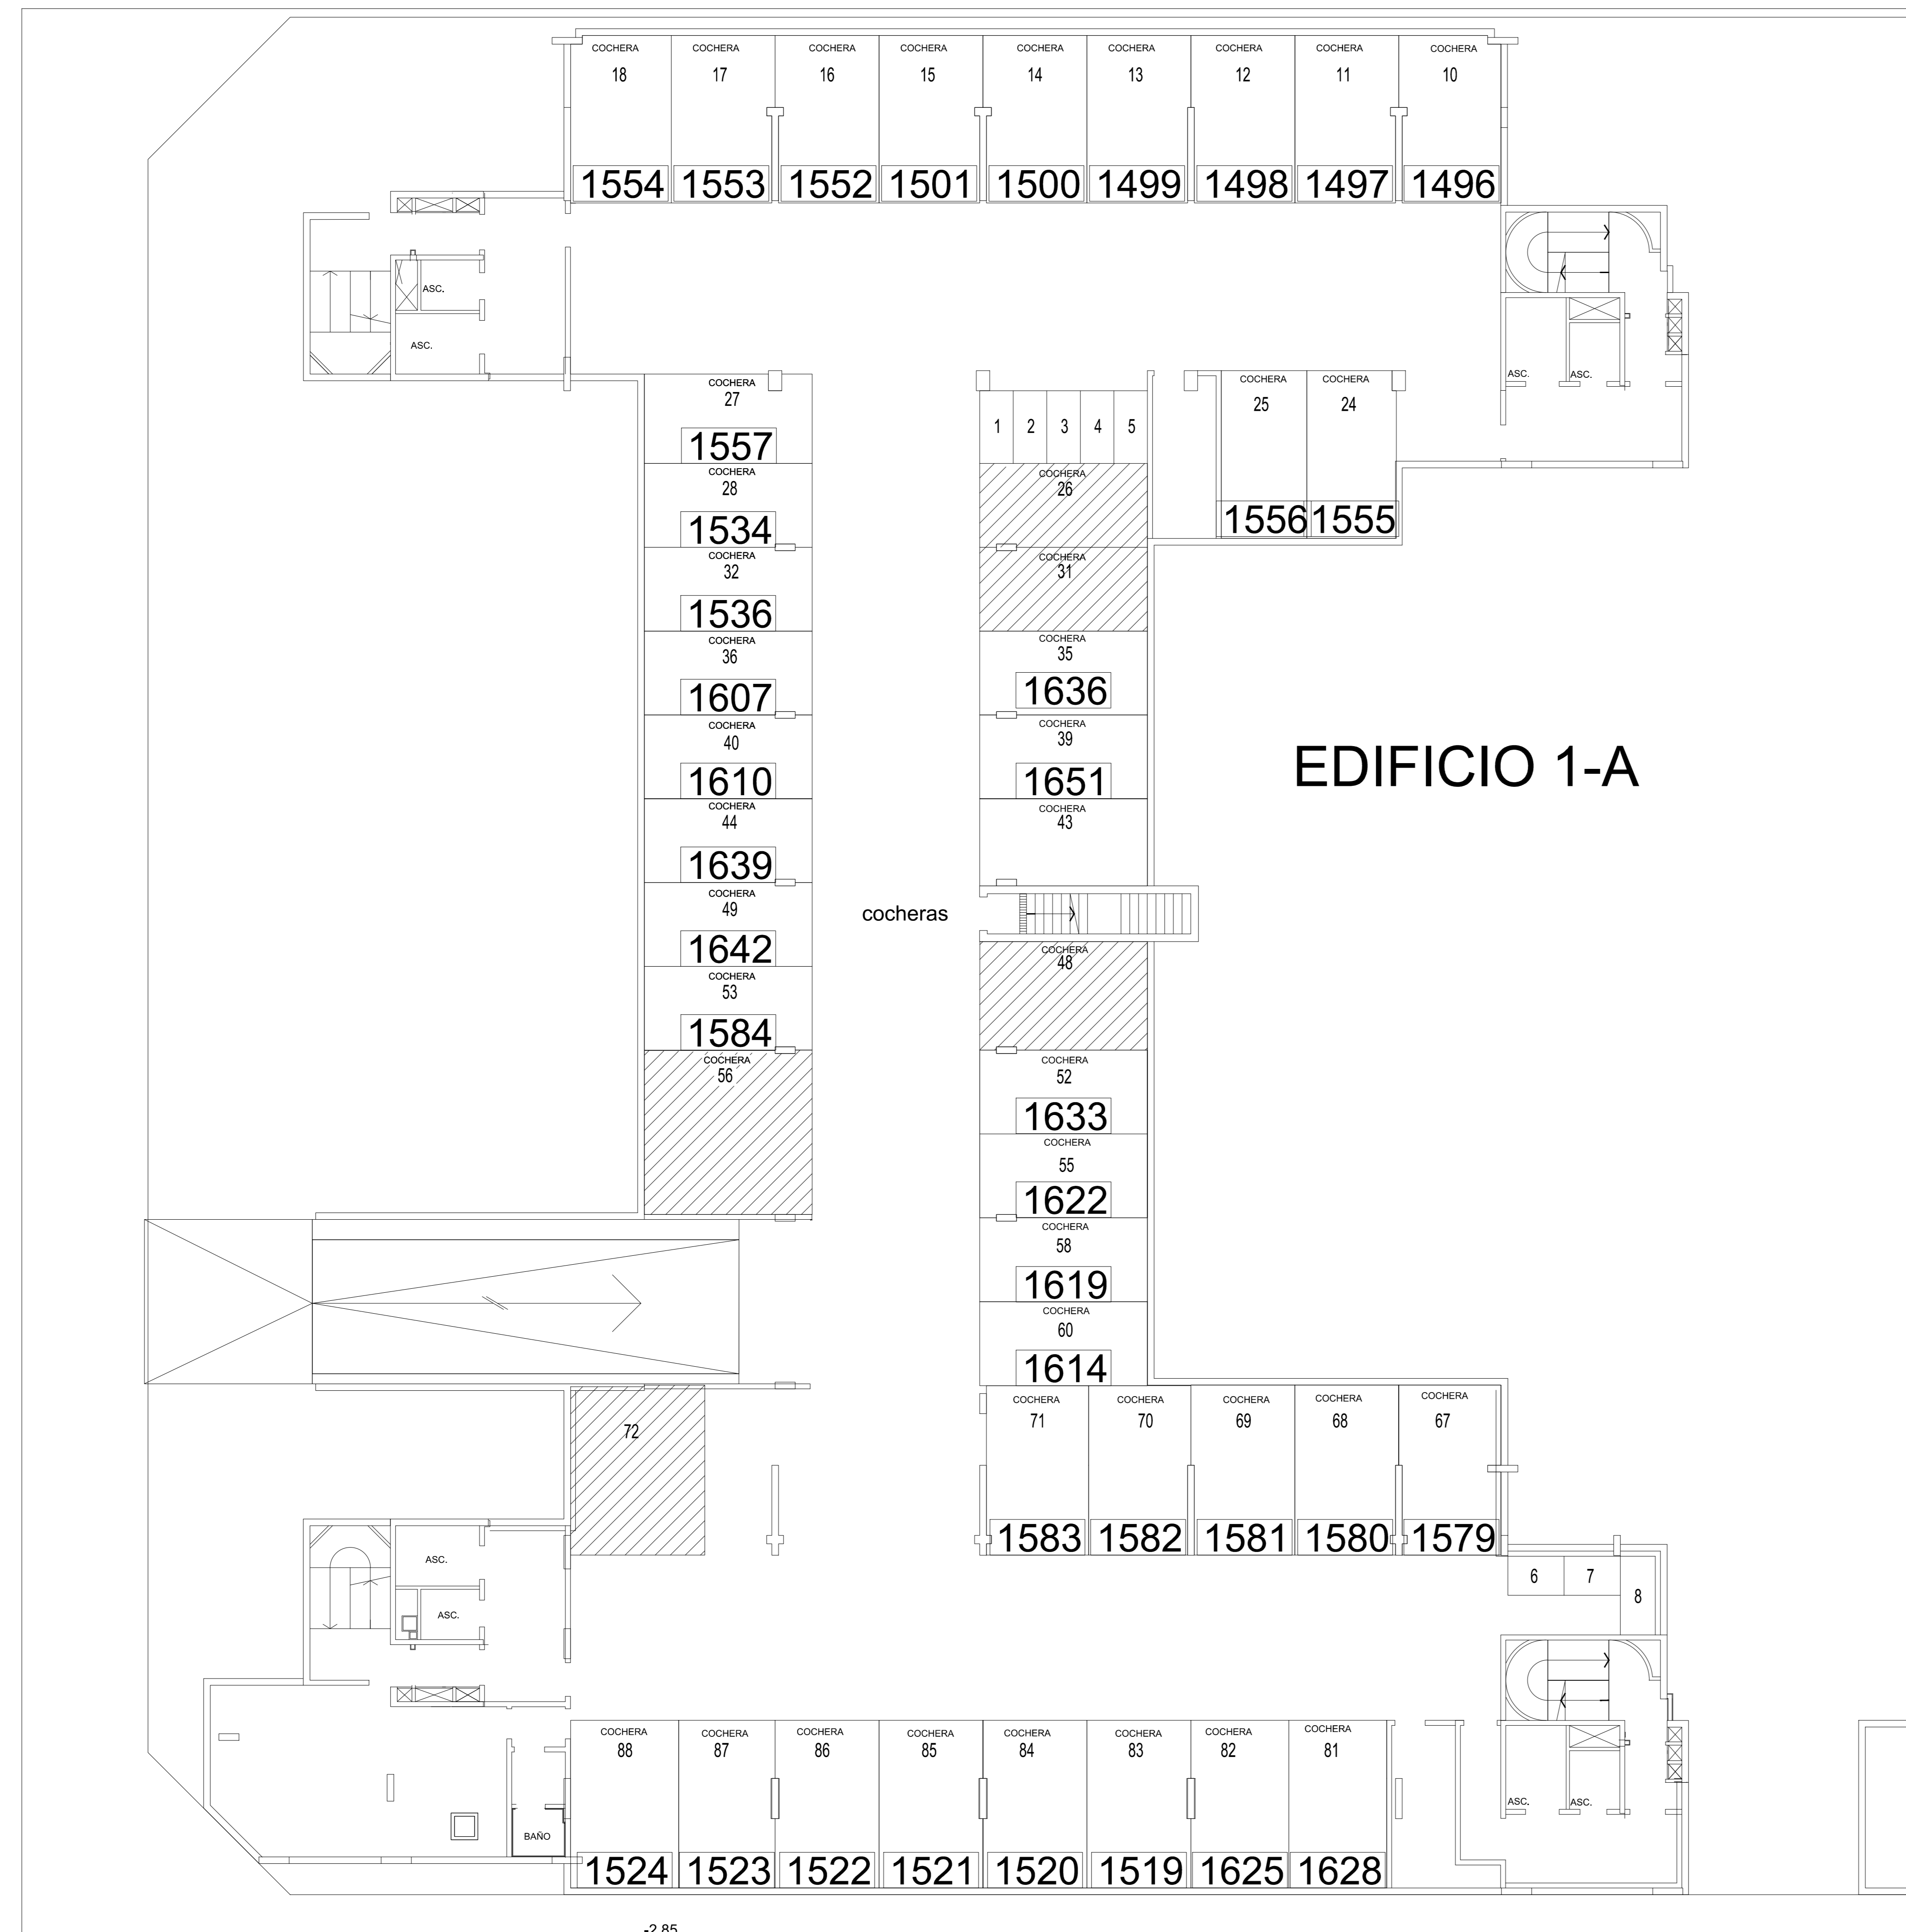 COCHERA COCHERA COCHERA COCHERA COCHERA COCHERA COCHERA COCHERA COCHERA
18 17 16 15 14 13 12 11 10
1554 1553 1552 1501 1500 1499 1498 1497 1496
ASC.
ASC.
ASC. ASC.
COCHERA
27
1557
COCHERA
28
1534
COCHERA
32
1536
COCHERA
36
1607
COCHERA
40
1610
COCHERA
44
1639
COCHERA
49
1642
COCHERA
53
1584
COCHERA
56
cocheras
1 2 3 4 5
COCHERA
26
COCHERA
31
COCHERA
35
1636
COCHERA
39
1651
COCHERA
43
COCHERA
48
COCHERA
52
1633
COCHERA
55
1622
COCHERA
58
1619
COCHERA
60
1614
COCHERA COCHERA
25 24
1556 1555
EDIFICIO 1-A
72
COCHERA COCHERA COCHERA COCHERA COCHERA
71 70 69 68 67
1583 1582 1581 1580 1579
6 7 8
ASC.
ASC.
BAÑO
COCHERA COCHERA COCHERA COCHERA COCHERA COCHERA COCHERA COCHERA
88 87 86 85 84 83 82 81
1524 1523 1522 1521 1520 1519 1625 1628
ASC. ASC.
-2.85